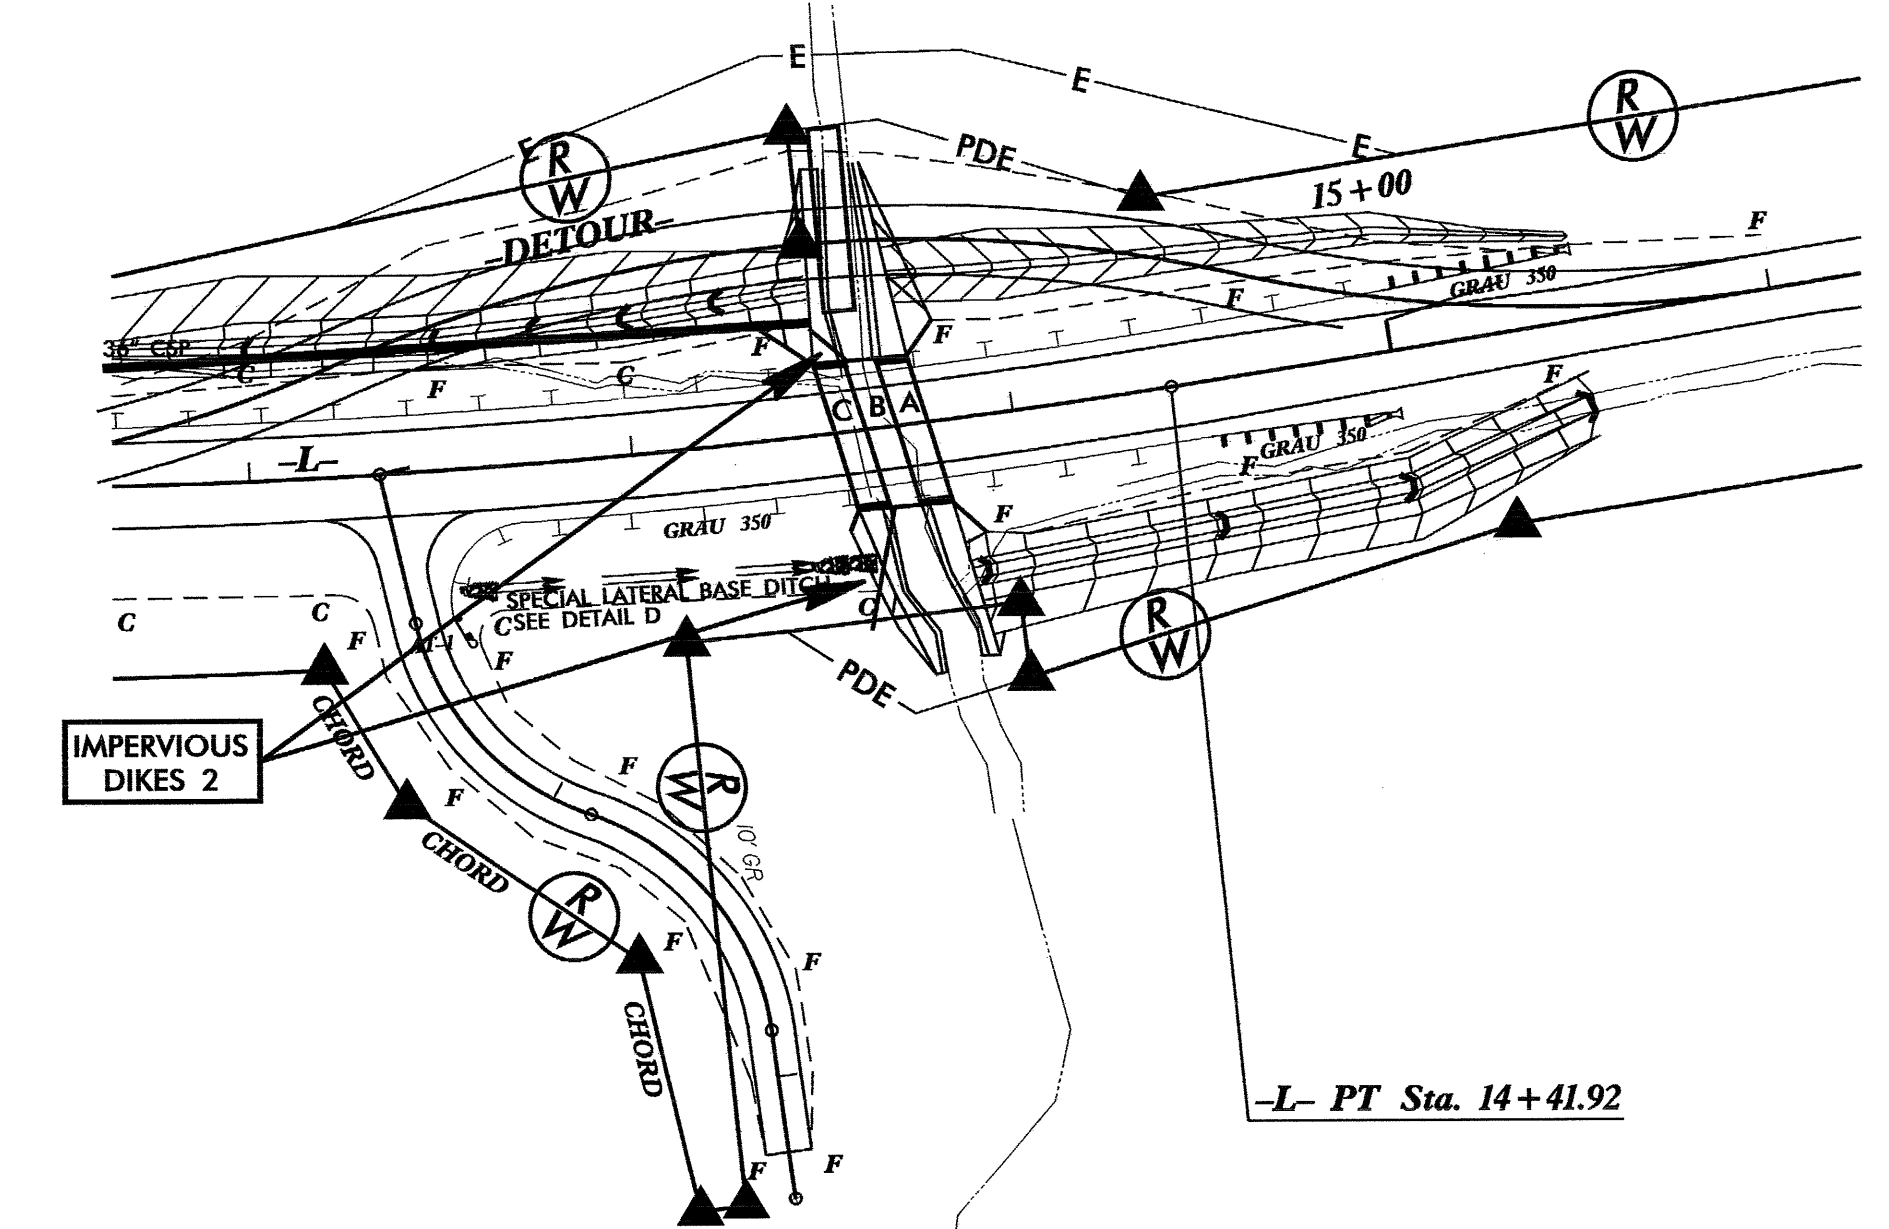 E
E
R
W
E
E
R
W
PDE
15+00
F
-DETOUR-
GRAU 350
F
F
36" CSP
F
C
C
F
F
C
B
A
-L-
GRAU 350
F
GRAU 350
F
SPECIAL LATERAL BASE DITCH
SEE DETAIL D
C
C
C
C
F
F
R
W
PDE
CHORD
IMPERVIOUS
DIKES 2
F
R
W
F
10' GR
CHORD
R
W
F
F
CHORD
-L- PT Sta. 14+41.92
F
F